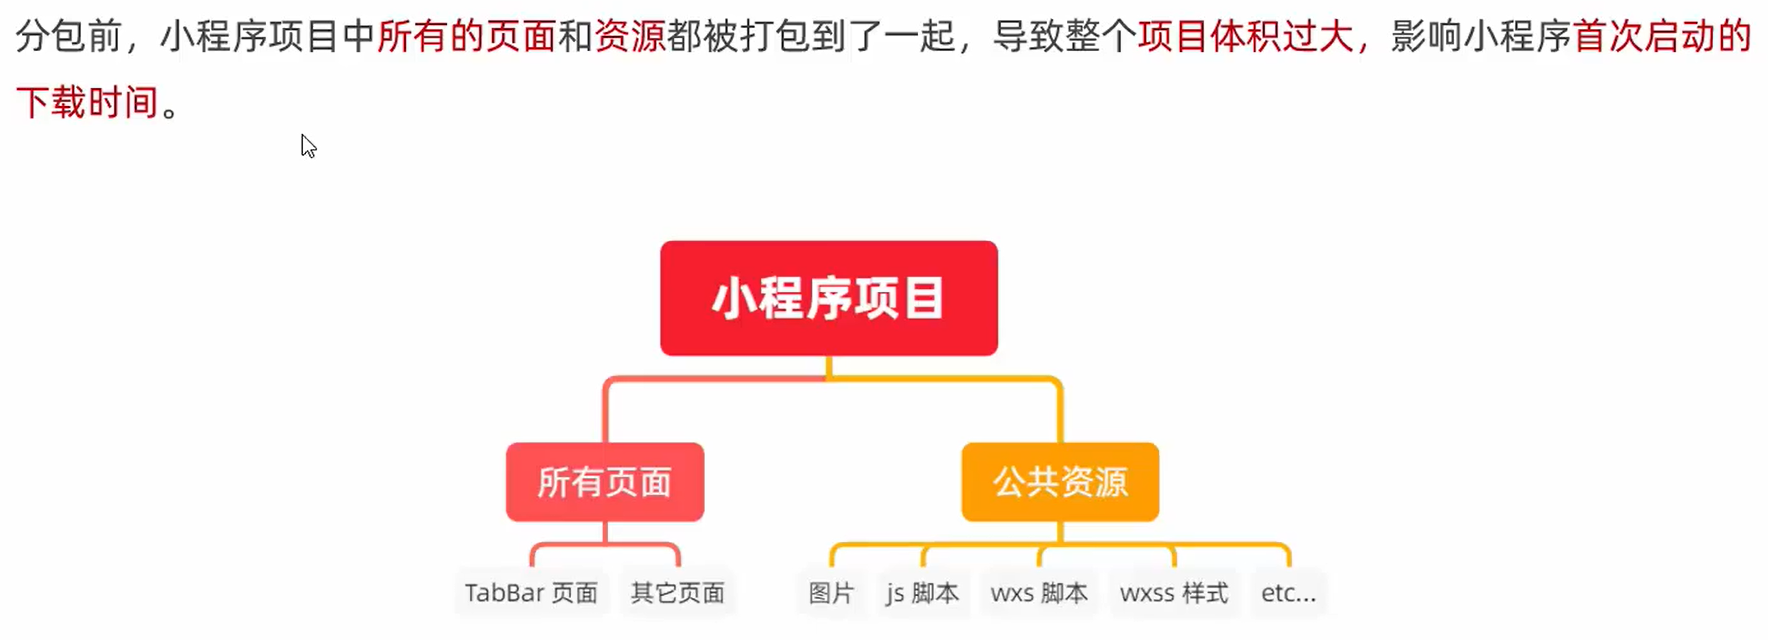 分包前，小程序项目中所有的页面和资源都被打包到了一起，导致整个项目体积过大，影响小程序首次启动的
下载时间。
小程序项目
所有页面
公共资源
TabBar 页面
其它页面
图片
js 脚本
wxs 脚本
wxss 样式
etc...